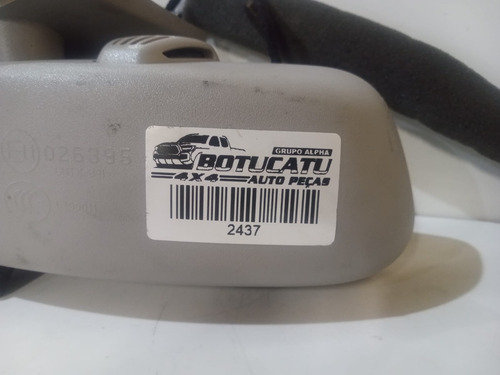 GRUPO ALPHA
BOTUCATU
4X4 AUTO PEÇAS
2437